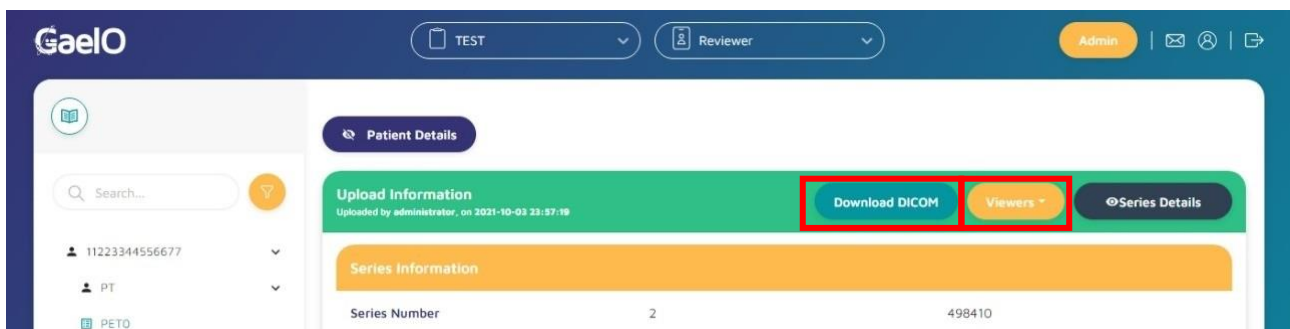 GaelO
TEST
Reviewer
Admin
Patient Details
Search...
Upload Information
Uploaded by administrator, on 2021-10-03 23:57:19
Download DICOM
Viewers
Series Details
11223344556677
PT
PET0
Series Information
Series Number 2 498410